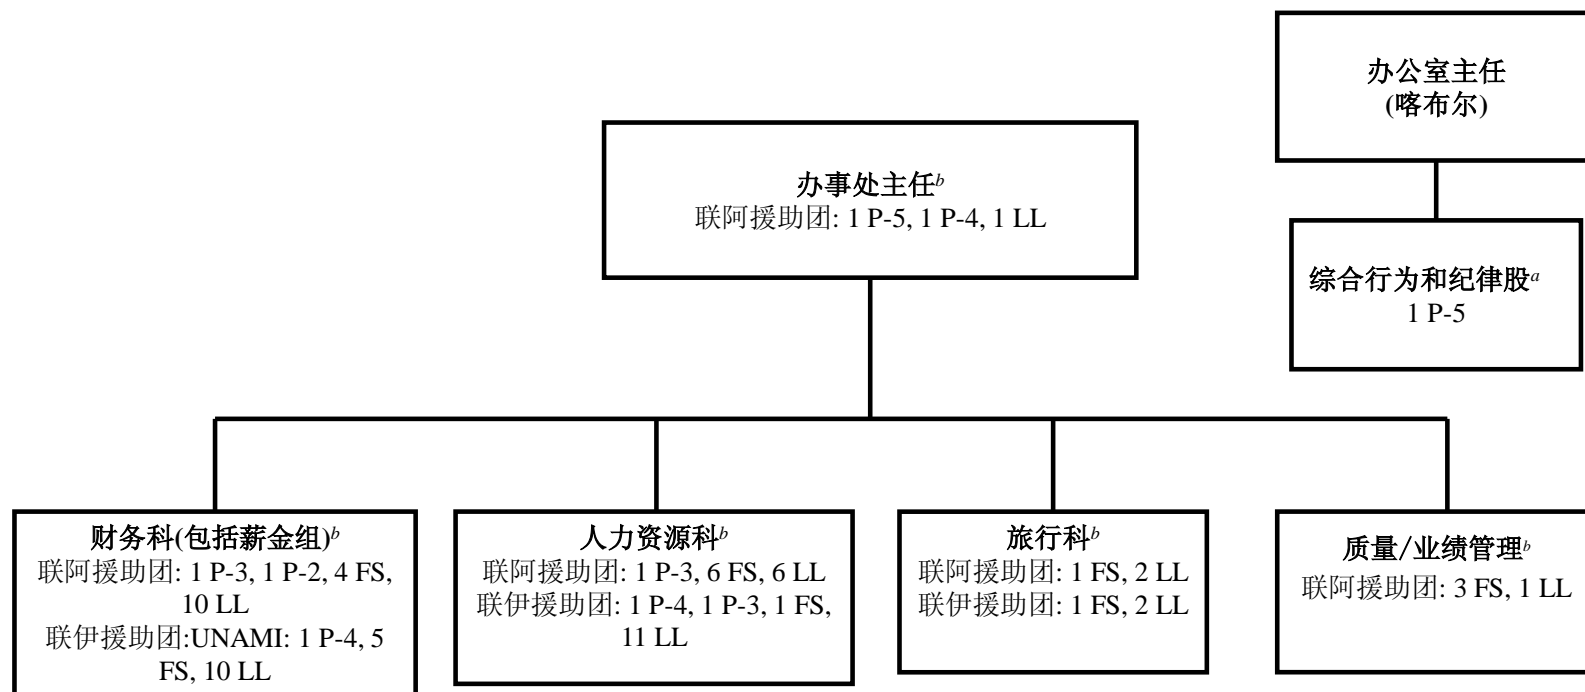 办公室主任
(喀布尔)
办事处主任b
联阿援助团: 1 P-5, 1 P-4, 1 LL
综合行为和纪律股a
1 P-5
财务科(包括薪金组)b
联阿援助团: 1 P-3, 1 P-2, 4 FS,
10 LL
联伊援助团:UNAMI: 1 P-4, 5
FS, 10 LL
人力资源科b
联阿援助团: 1 P-3, 6 FS, 6 LL
联伊援助团: 1 P-4, 1 P-3, 1 FS,
11 LL
旅行科b
联阿援助团: 1 FS, 2 LL
联伊援助团: 1 FS, 2 LL
质量/业绩管理b
联阿援助团: 3 FS, 1 LL